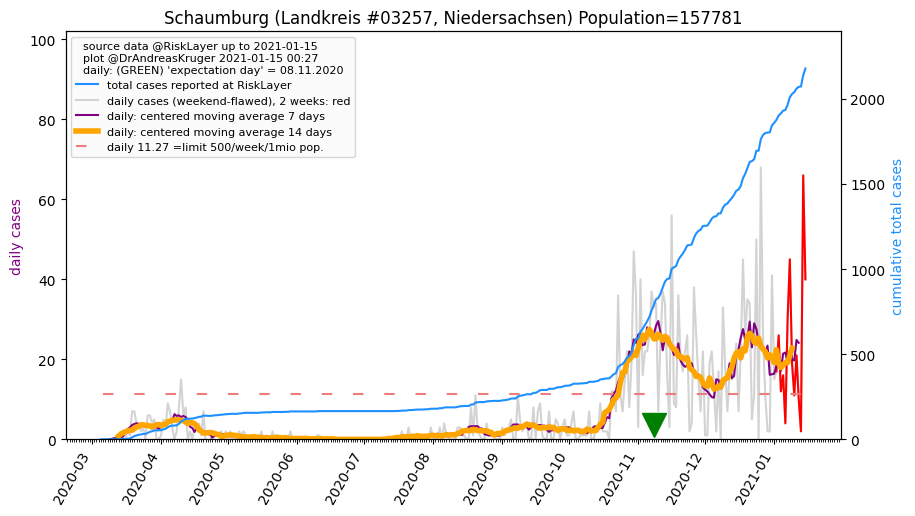 Schaumburg (Landkreis #03257, Niedersachsen) Population=157781
source data @RiskLayer up to 2021-01-15
plot @DrAndreasKruger 2021-01-15 00:27
daily: (GREEN) 'expectation day' = 08.11.2020
total cases reported at RiskLayer
daily cases (weekend-flawed), 2 weeks: red
daily: centered moving average 7 days
daily: centered moving average 14 days
daily 11.27 =limit 500/week/1mio pop.
daily cases
100
80
60
40
20
0
cumulative total cases
2000
1500
1000
500
0
2020-03
2020-04
2020-05
2020-06
2020-07
2020-08
2020-09
2020-10
2020-11
2020-12
2021-01